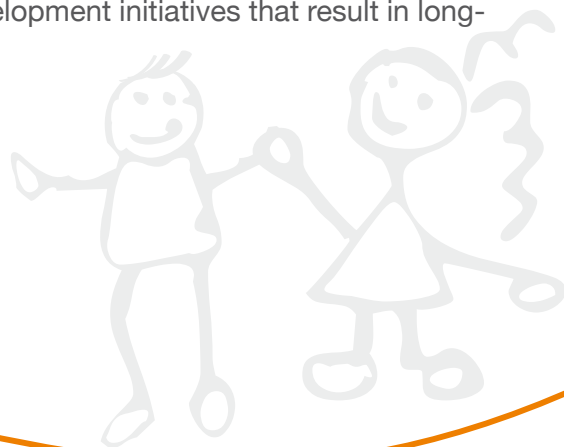 elopment initiatives that result in long-